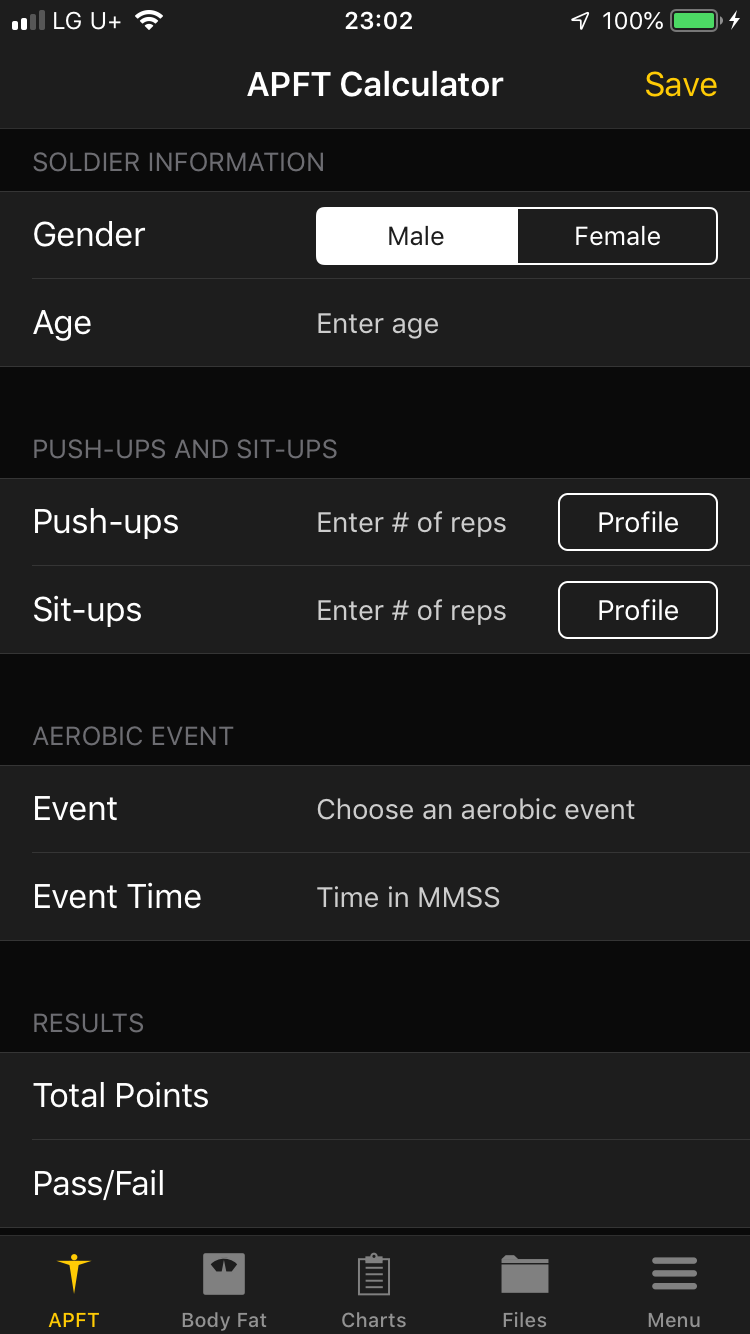 LG U+ 23:02 100%
APFT Calculator Save
SOLDIER INFORMATION
Gender Male Female
Age Enter age
PUSH-UPS AND SIT-UPS
Push-ups Enter # of reps Profile
Sit-ups Enter # of reps Profile
AEROBIC EVENT
Event Choose an aerobic event
Event Time Time in MMSS
RESULTS
Total Points
Pass/Fail
APFT Body Fat Charts Files Menu